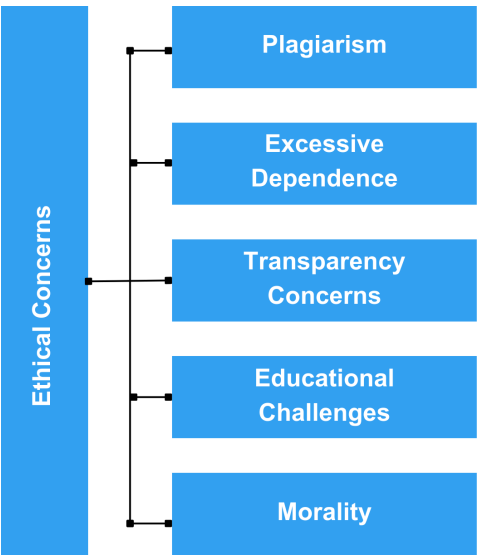 Ethical Concerns
Plagiarism
Excessive
Dependence
Transparency
Concerns
Educational
Challenges
Morality